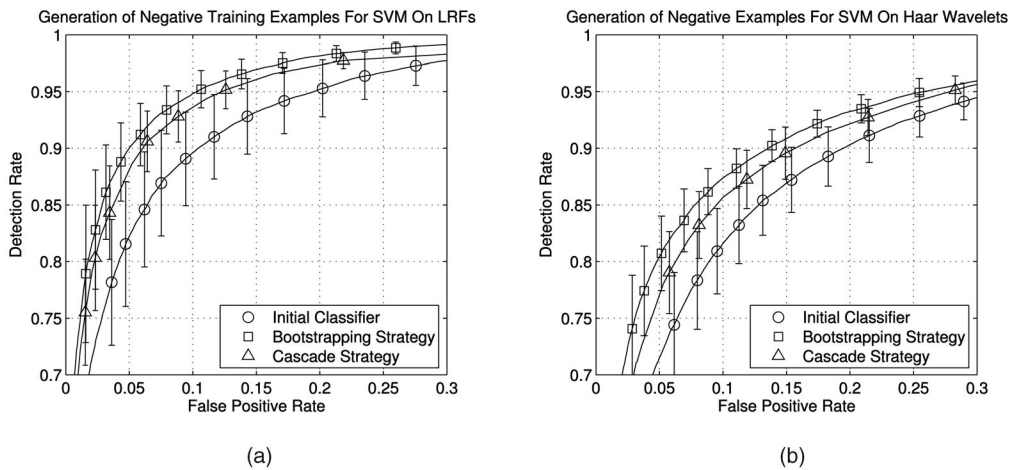 Generation of Negative Training Examples For SVM On LRFs
1
0.95
0.9
0.85
0.8
0.75
0.7
Detection Rate
0
0.05
0.1
0.15
0.2
0.25
0.3
False Positive Rate
Initial Classifier
Bootstrapping Strategy
Cascade Strategy
(a)
Generation of Negative Examples For SVM On Haar Wavelets
1
0.95
0.9
0.85
0.8
0.75
0.7
Detection Rate
0
0.05
0.1
0.15
0.2
0.25
0.3
False Positive Rate
Initial Classifier
Bootstrapping Strategy
Cascade Strategy
(b)